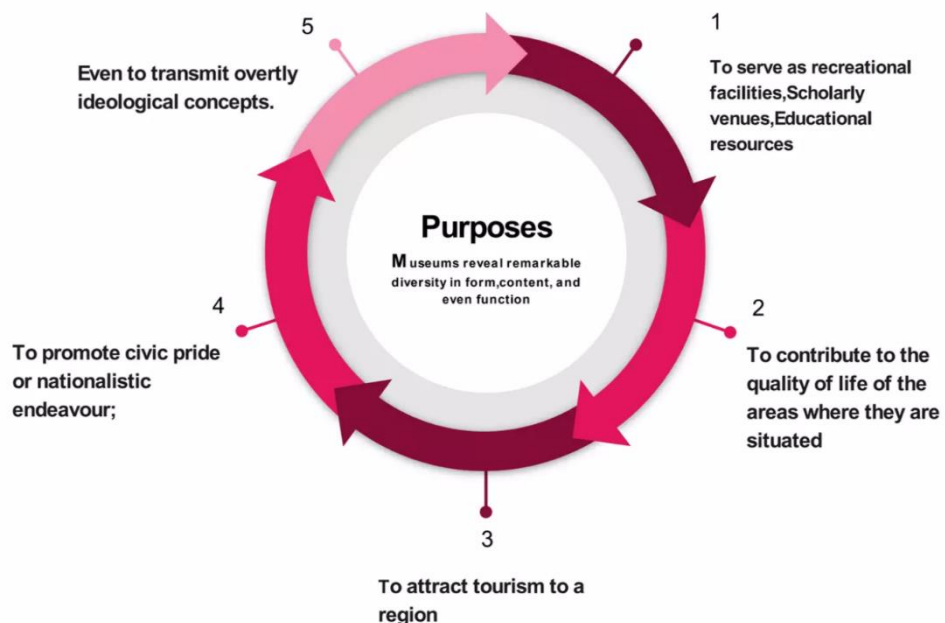 Purposes
M useums reveal remarkable
diversity in form,content, and
even function
1
To serve as recreational
facilities,Scholarly
venues,Educational
resources
2
To contribute to the
quality of life of the
areas where they are
situated
3
To attract tourism to a
region
4
To promote civic pride
or nationalistic
endeavour;
5
Even to transmit overtly
ideological concepts.